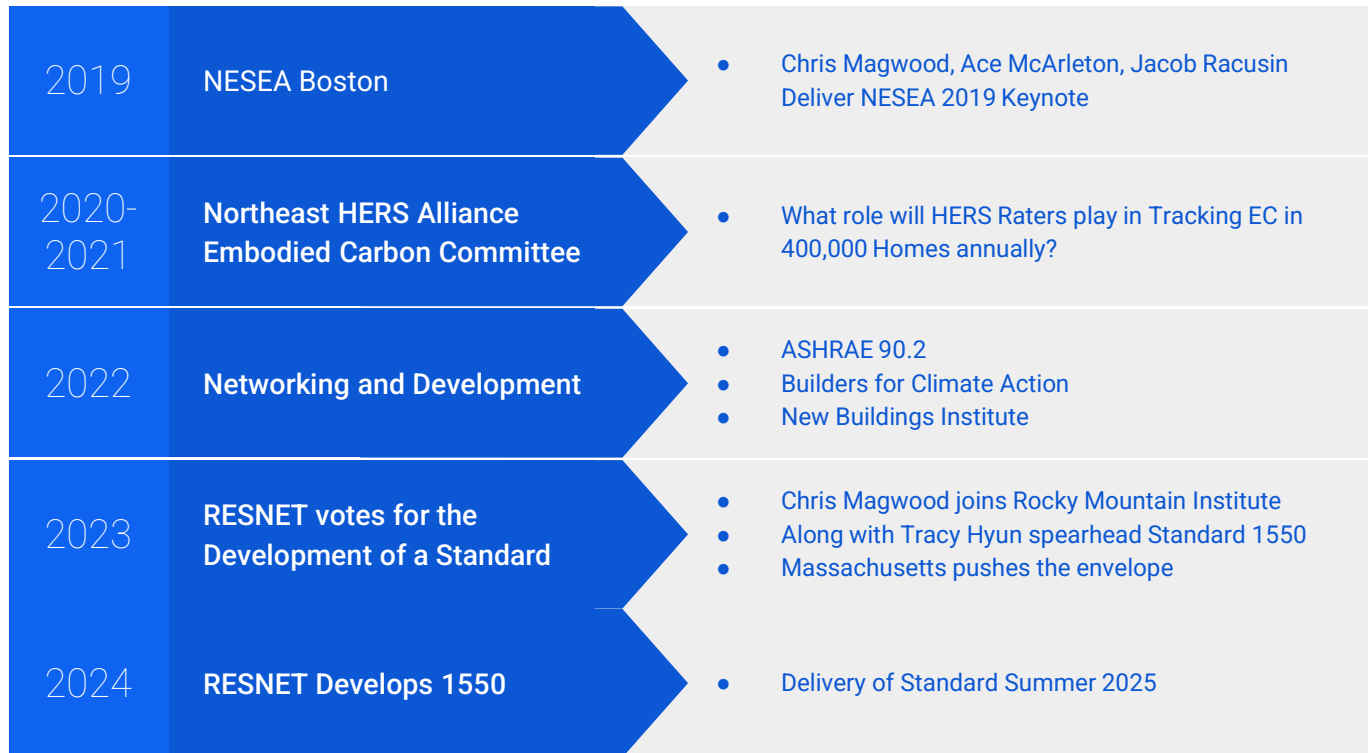 2019
NESEA Boston
● Chris Magwood, Ace McArleton, Jacob Racusin
Deliver NESEA 2019 Keynote
2020-
2021
Northeast HERS Alliance
Embodied Carbon Committee
● What role will HERS Raters play in Tracking EC in
400,000 Homes annually?
2022
Networking and Development
● ASHRAE 90.2
● Builders for Climate Action
● New Buildings Institute
2023
RESNET votes for the
Development of a Standard
● Chris Magwood joins Rocky Mountain Institute
● Along with Tracy Hyun spearhead Standard 1550
● Massachusetts pushes the envelope
2024
RESNET Develops 1550
● Delivery of Standard Summer 2025